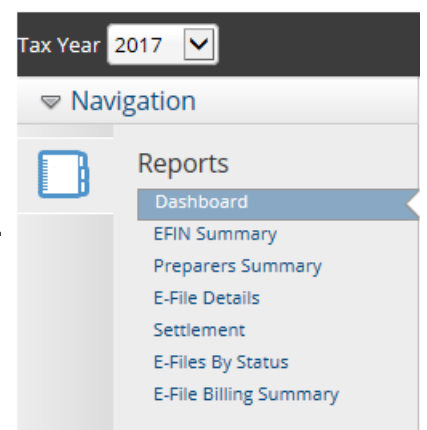 Tax Year 2017
Navigation
Reports
Dashboard
EFIN Summary
Preparers Summary
E-File Details
Settlement
E-Files By Status
E-File Billing Summary